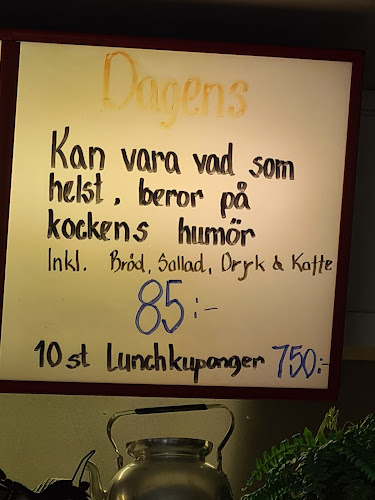 Dagens
Kan vara vad som
helst, beror på
kockens humör
Inkl. Bröd, Sallad, Dryk & Kaffe
85:-
10 st Lunchkuponger 750:-